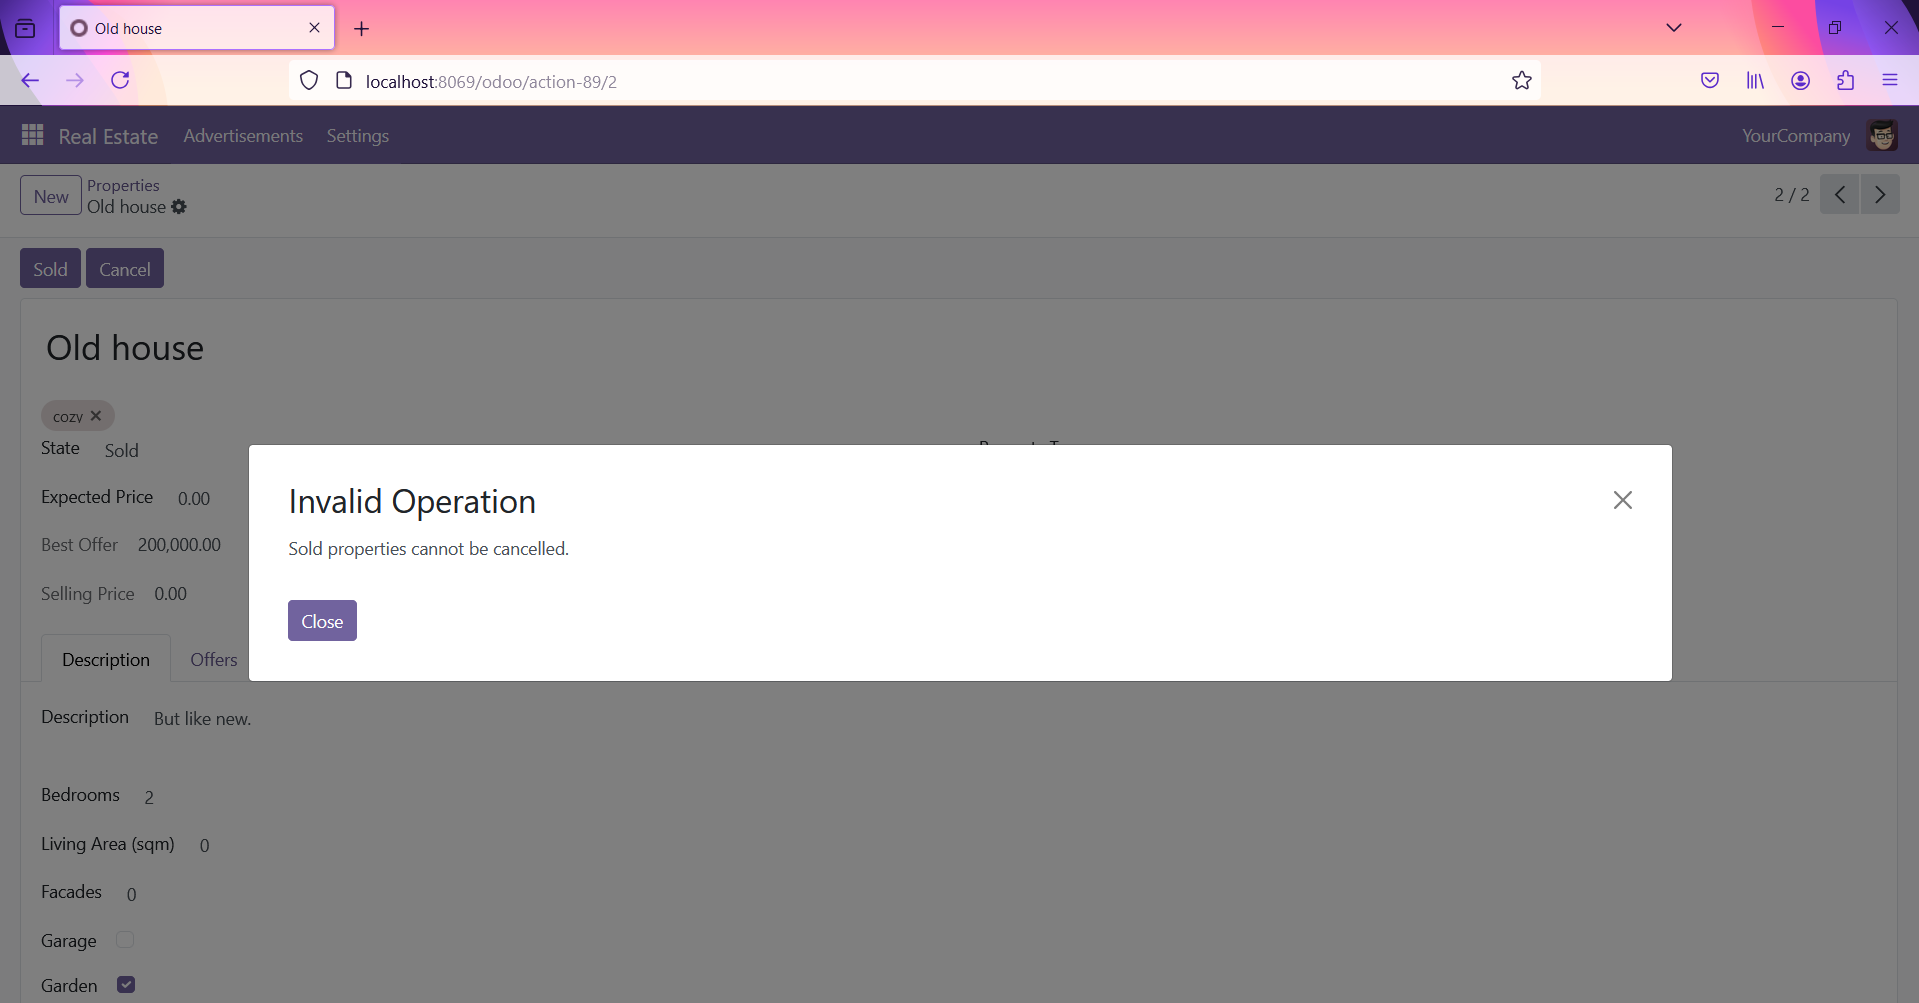 Old house
localhost:8069/odoo/action-89/2
Real Estate Advertisements Settings YourCompany
New Properties
Old house 2 / 2
Sold Cancel
Old house
cozy
State Sold
Expected Price 0.00
Best Offer 200,000.00
Selling Price 0.00
Invalid Operation
Sold properties cannot be cancelled.
Close
Description Offers
Description But like new.
Bedrooms 2
Living Area (sqm) 0
Facades 0
Garage
Garden